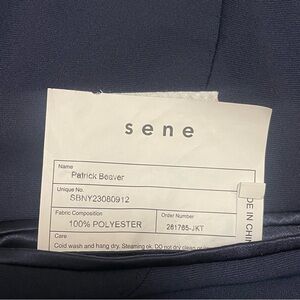 sene
Name
Patrick Beaver
Unique No.
SBNY23080912
Fabric Composition
100% POLYESTER
Order Number
281785-JKT
Care
Cold wash and hang dry. Steaming ok. Do not dry clean or
DE IN CHIN